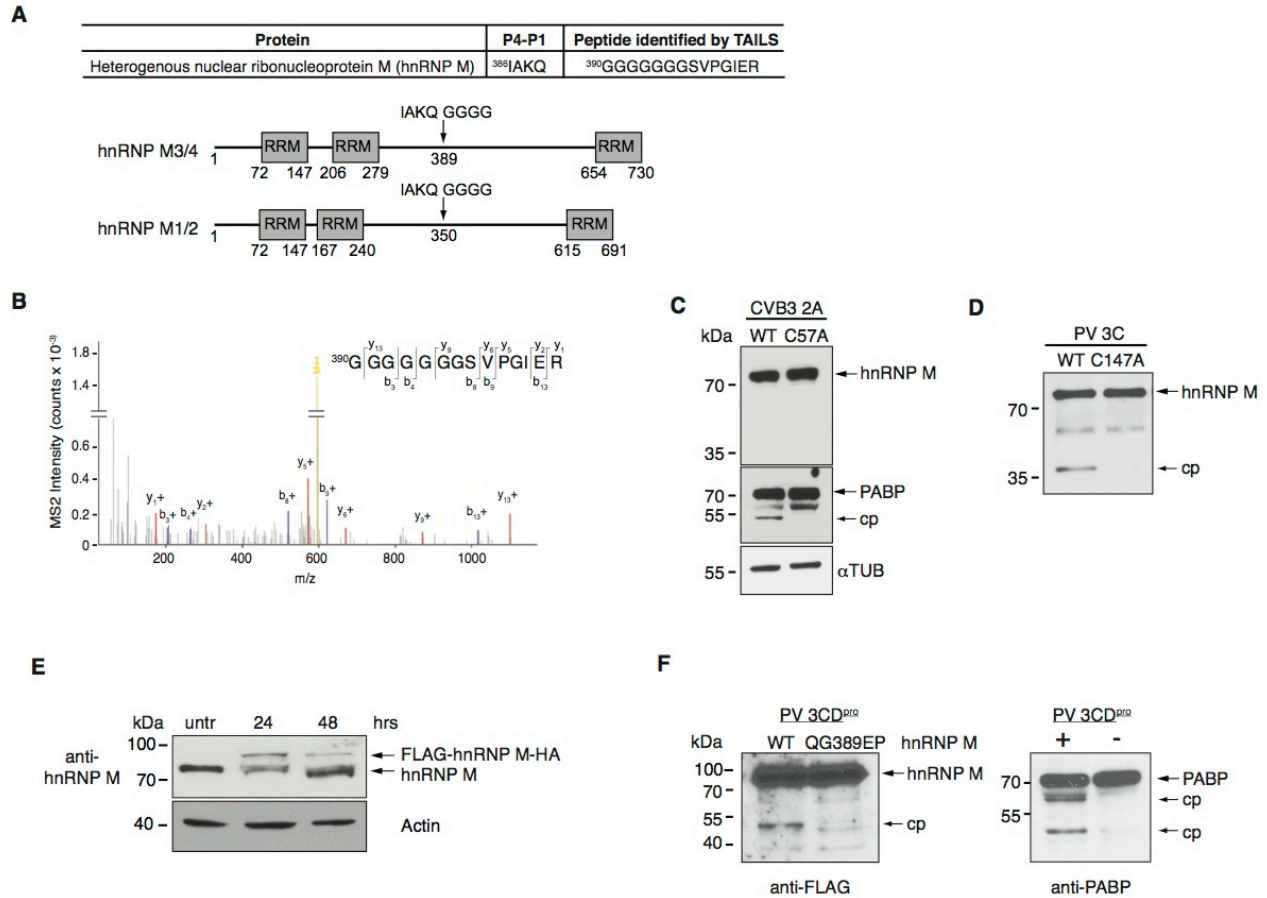 A
Protein P4-P1 Peptide identified by TAILS
Heterogenous nuclear ribonucleoprotein M (hnRNP M) 386IAKQ 390GGGGGGGSVPGIER
IAKQ GGGG
hnRNP M3/4 RRM RRM RRM
1 72 147 206 279 389 654 730
IAKQ GGGG
hnRNP M1/2 RRM RRM RRM
1 72 147 167 240 350 615 691
B
MS2 Intensity (counts x 10-3)
1.8
1.4
0.6
0.4
0.2
0
y13 y9 y6 y5 y2 y1
390G GGG G GGS V PGI E R
b3 b4 b8 b9 b13
M++
y1+ b3+ b4+ y2+ b8+ y5+ b9+ y6+ y9+ b13+ y13+
200 400 600 800 1000
m/z
C
CVB3 2A
kDa WT C57A
70 hnRNP M
35
70 PABP
55 cp
55 αTUB
D
PV 3C
WT C147A
hnRNP M
70
35 cp
E
kDa untr 24 48 hrs
anti-
hnRNP M
100
FLAG-hnRNP M-HA
70 hnRNP M
40 Actin
F
PV 3CDpro
kDa WT QG389EP hnRNP M
100 hnRNP M
70
55 cp
40
anti-FLAG
PV 3CDpro
+ -
70 PABP
cp
55
cp
anti-PABP